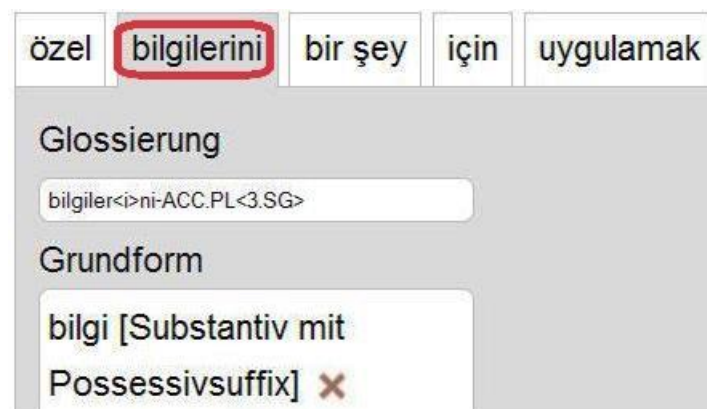 özel bilgilerini bir şey için uygulamak
Glossierung
bilgiler<i>ni-ACC.PL<3.SG>
Grundform
bilgi [Substantiv mit
Possessivsuffix]